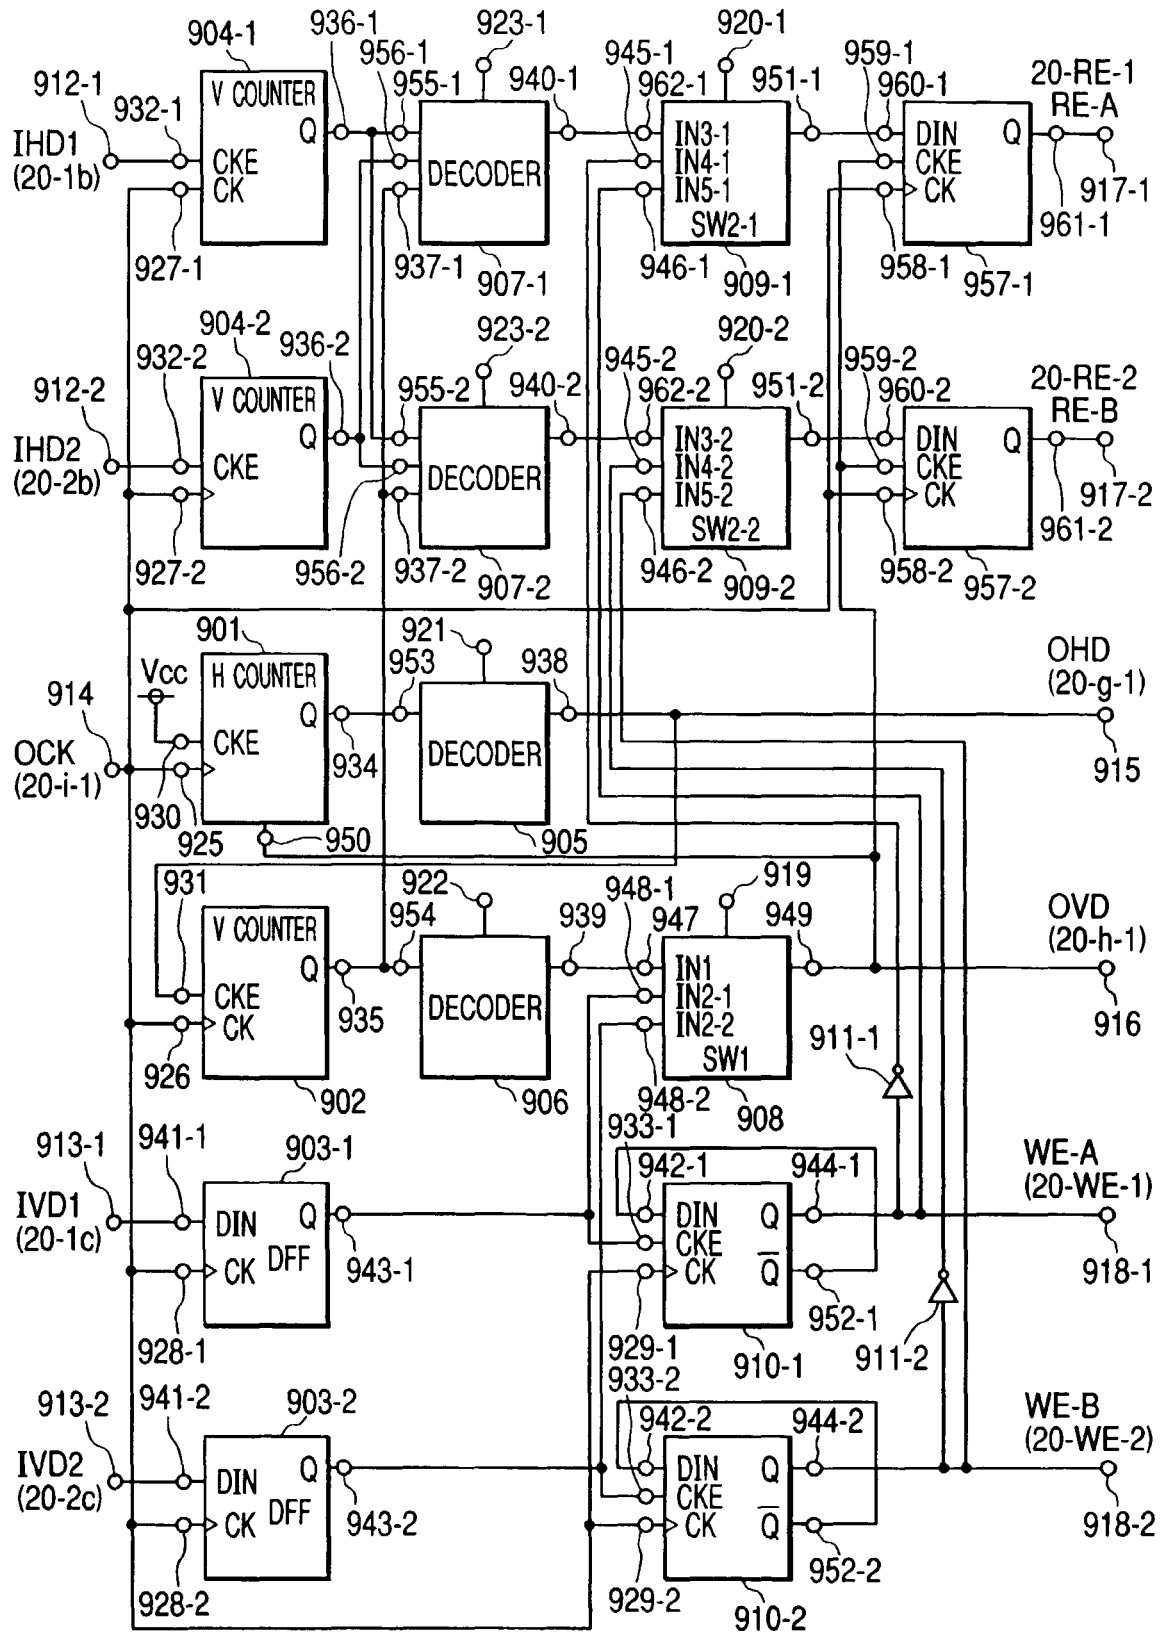 904-1 936-1 923-1 920-1
912-1 932-1 956-1 955-1 940-1 945-1 962-1 951-1 959-1 960-1 20-RE-1
RE-A
IHD1
(20-1b)
V COUNTER Q CKE CK
DECODER
IN3-1
IN4-1
IN5-1
SW2-1
DIN Q
CKE
CK
917-1
961-1
927-1 937-1 907-1 946-1 909-1 958-1 957-1
904-2 936-2 923-2 920-2
912-2 932-2 955-2 940-2 945-2 962-2 951-2 959-2 960-2 20-RE-2
RE-B
IHD2
(20-2b)
V COUNTER Q CKE
DECODER
IN3-2
IN4-2
IN5-2
SW2-2
DIN Q
CKE
CK
917-2
961-2
927-2 956-2 937-2 907-2 946-2 909-2 958-2 957-2
901 921
Vcc 953 938
OHD
(20-g-1)
914
H COUNTER Q CKE
DECODER
OCK
(20-i-1)
934 915
930 925 950 905
931 922 954 939 948-1 947 919 949
OVD
(20-h-1)
V COUNTER
Q
CKE
CK
DECODER
IN1
IN2-1
IN2-2
SW1
935 916
911-1
926 902 906 948-2 908
913-1 941-1 903-1 933-1 942-1 944-1
WE-A
(20-WE-1)
IVD1
(20-1c)
DIN Q
CK DFF
DIN Q
CKE
CK Q
943-1 918-1
928-1 929-1 910-1 952-1 911-2
913-2 941-2 903-2 933-2 942-2 944-2
WE-B
(20-WE-2)
IVD2
(20-2c)
DIN Q
CK DFF
DIN Q
CKE
CK Q
943-2 918-2
928-2 929-2 910-2 952-2